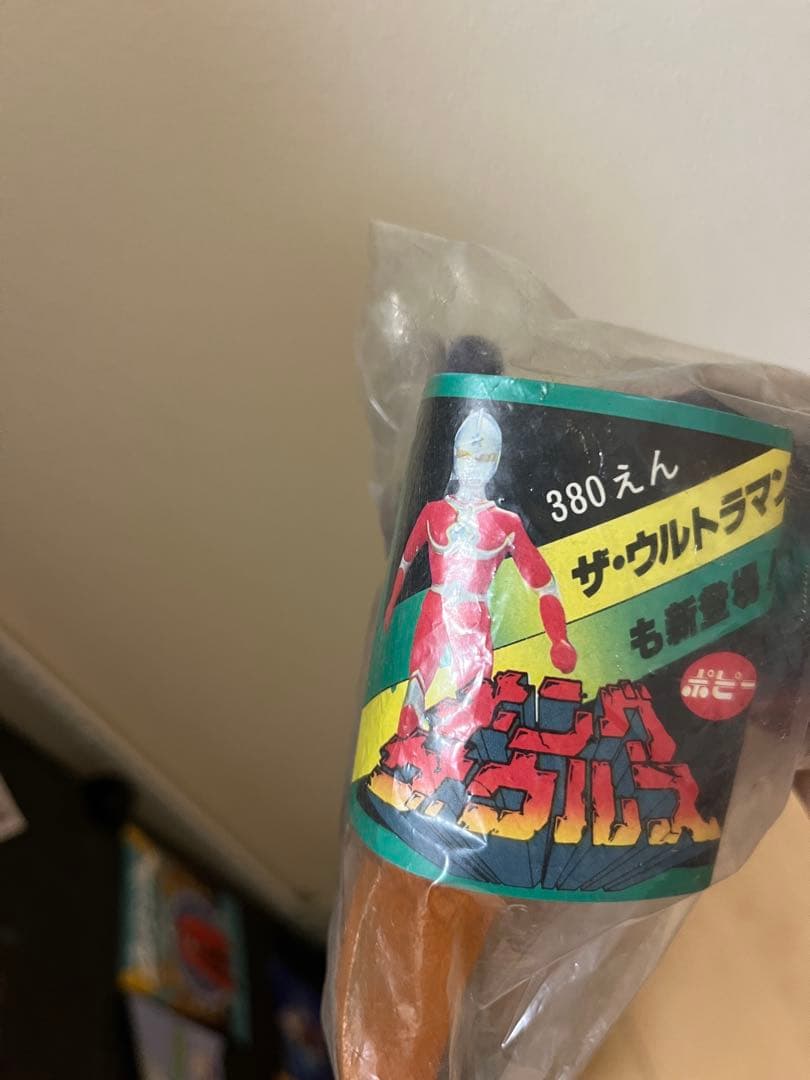 380えん
ザ・ウルトラマン
も新登場！
ポピー
キングザウルス